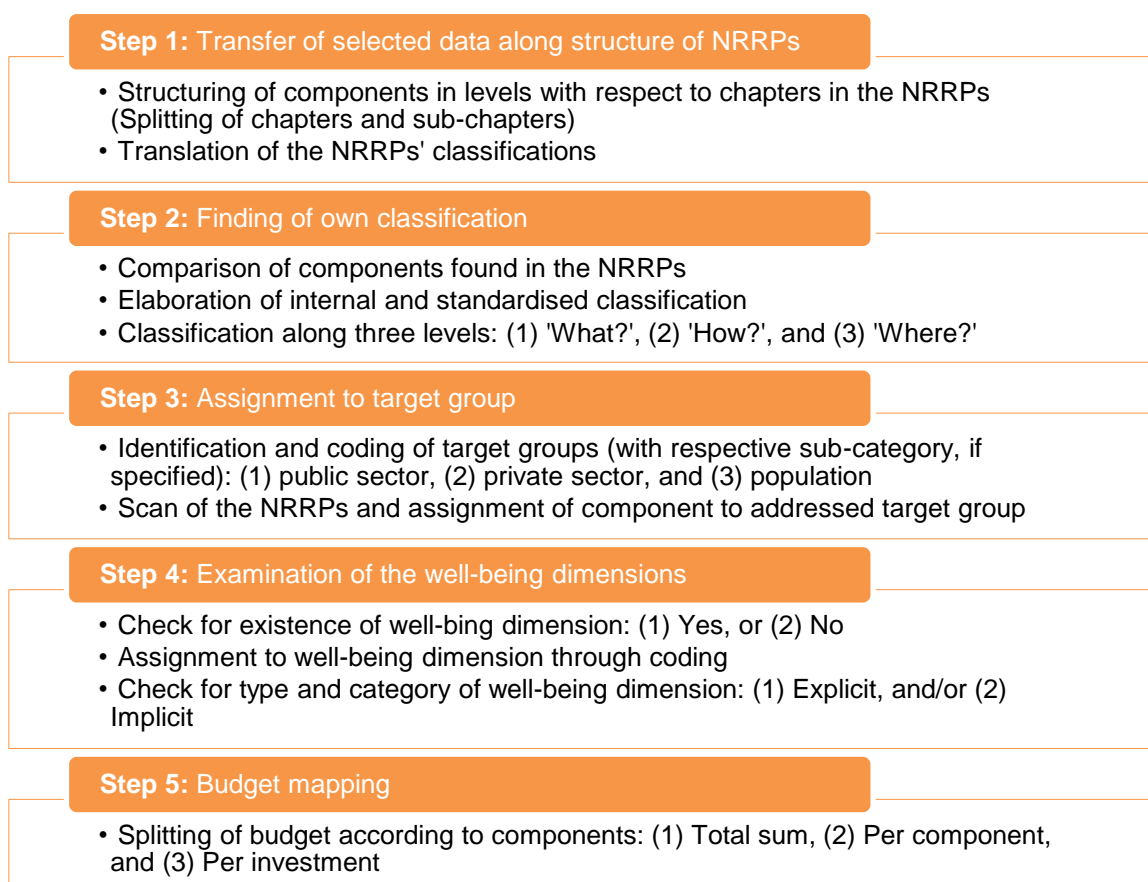 Step 1: Transfer of selected data along structure of NRRPs
• Structuring of components in levels with respect to chapters in the NRRPs
(Splitting of chapters and sub-chapters)
• Translation of the NRRPs' classifications
Step 2: Finding of own classification
• Comparison of components found in the NRRPs
• Elaboration of internal and standardised classification
• Classification along three levels: (1) 'What?', (2) 'How?', and (3) 'Where?'
Step 3: Assignment to target group
• Identification and coding of target groups (with respective sub-category, if
specified): (1) public sector, (2) private sector, and (3) population
• Scan of the NRRPs and assignment of component to addressed target group
Step 4: Examination of the well-being dimensions
• Check for existence of well-bing dimension: (1) Yes, or (2) No
• Assignment to well-being dimension through coding
• Check for type and category of well-being dimension: (1) Explicit, and/or (2)
Implicit
Step 5: Budget mapping
• Splitting of budget according to components: (1) Total sum, (2) Per component,
and (3) Per investment